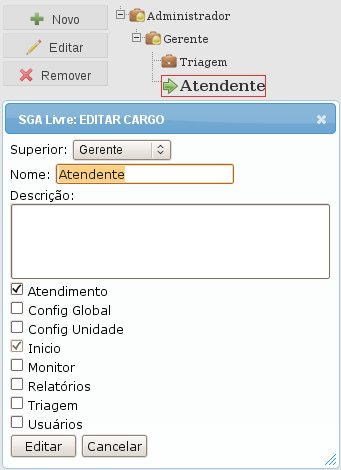 Novo
Editar
Remover
Administrador
Gerente
Triagem
Atendente
SGA Livre: EDITAR CARGO
Superior: Gerente
Nome: Atendente
Descrição:
Atendimento
Config Global
Config Unidade
Inicio
Monitor
Relatórios
Triagem
Usuários
Editar Cancelar